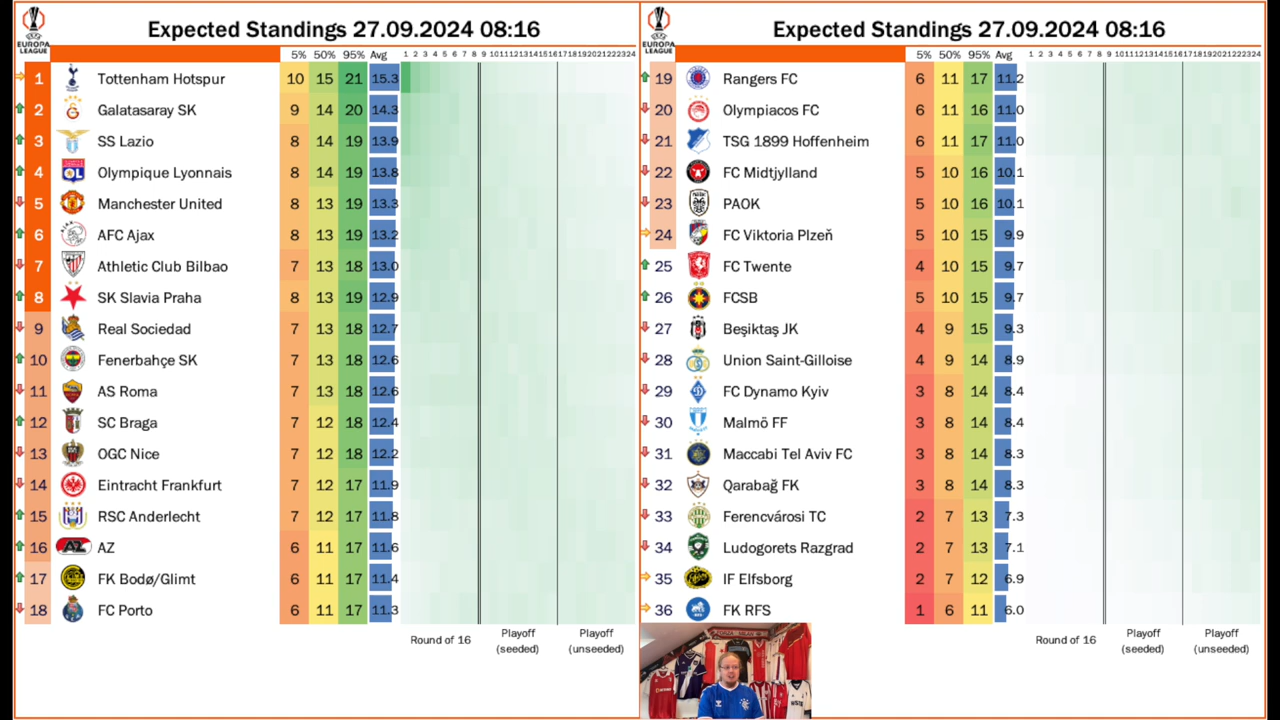 Expected Standings 27.09.2024 08:16
EUROPA
LEAGUE
5% 50% 95% Avg 1 2 3 4 5 6 7 8 9 10 11 12 13 14 15 16 17 18 19 20 21 22 23 24
1 Tottenham Hotspur 10 15 21 15.3
2 Galatasaray SK 9 14 20 14.3
3 SS Lazio 8 14 19 13.9
4 Olympique Lyonnais 8 14 19 13.8
5 Manchester United 8 13 19 13.3
6 AFC Ajax 8 13 19 13.2
7 Athletic Club Bilbao 7 13 18 13.0
8 SK Slavia Praha 8 13 19 12.9
9 Real Sociedad 7 13 18 12.7
10 Fenerbahçe SK 7 13 18 12.6
11 AS Roma 7 13 18 12.6
12 SC Braga 7 12 18 12.4
13 OGC Nice 7 12 18 12.2
14 Eintracht Frankfurt 7 12 17 11.9
15 RSC Anderlecht 7 12 17 11.8
16 AZ 6 11 17 11.6
17 FK Bodø/Glimt 6 11 17 11.4
18 FC Porto 6 11 17 11.3
Round of 16 Playoff (seeded) Playoff (unseeded)
Expected Standings 27.09.2024 08:16
EUROPA
LEAGUE
5% 50% 95% Avg 1 2 3 4 5 6 7 8 9 10 11 12 13 14 15 16 17 18 19 20 21 22 23 24
19 Rangers FC 6 11 17 11.2
20 Olympiacos FC 6 11 16 11.0
21 TSG 1899 Hoffenheim 6 11 17 11.0
22 FC Midtjylland 5 10 16 10.1
23 PAOK 5 10 16 10.1
24 FC Viktoria Plzeň 5 10 15 9.9
25 FC Twente 4 10 15 9.7
26 FCSB 5 10 15 9.7
27 Beşiktaş JK 4 9 15 9.3
28 Union Saint-Gilloise 4 9 14 8.9
29 FC Dynamo Kyiv 3 8 14 8.4
30 Malmö FF 3 8 14 8.4
31 Maccabi Tel Aviv FC 3 8 14 8.3
32 Qarabağ FK 3 8 14 8.3
33 Ferencvárosi TC 2 7 13 7.3
34 Ludogorets Razgrad 2 7 13 7.1
35 IF Elfsborg 2 7 12 6.9
36 FK RFS 1 6 11 6.0
Round of 16 Playoff (seeded) Playoff (unseeded)